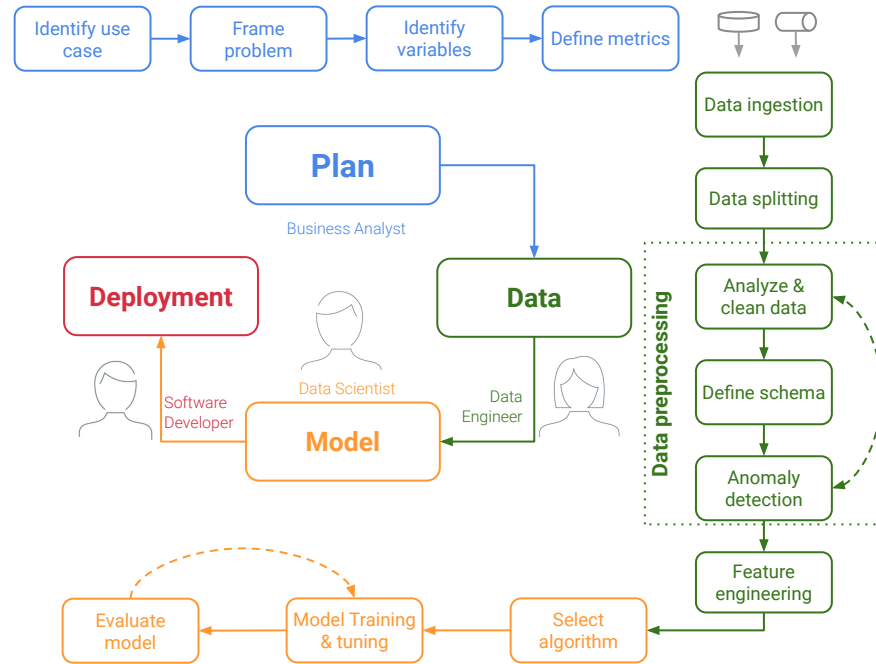 Identify use
case
Frame
problem
Identify
variables
Define metrics
Data ingestion
Plan
Data splitting
Business Analyst
Deployment
Data
Data preprocessing
Analyze &
clean data
Define schema
Data Scientist
Software
Developer
Data
Engineer
Model
Anomaly
detection
Feature
engineering
Evaluate
model
Model Training
& tuning
Select
algorithm